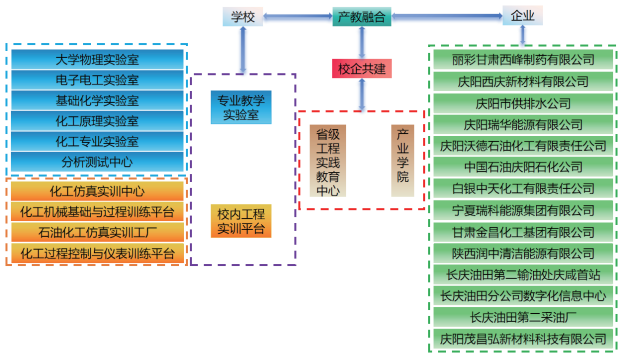 学校
产教融合
企业
校企共建
大学物理实验室
电子电工实验室
基础化学实验室
化工原理实验室
化工专业实验室
分析测试中心
化工仿真实训中心
化工机械基础与过程训练平台
石油化工仿真实训工厂
化工过程控制与仪表训练平台
专业教学
实验室
校内工程
实训平台
省级
工程
实践
教育
中心
产
业
学
院
丽彩甘肃西峰制药有限公司
庆阳西庆新材料有限公司
庆阳市供排水公司
庆阳瑞华能源有限公司
庆阳沃德石油化工有限责任公司
中国石油庆阳石化公司
白银中天化工有限责任公司
宁夏瑞科能源集团有限公司
甘肃金昌化工基团有限公司
陕西润中清洁能源有限公司
长庆油田第二输油处庆咸首站
长庆油田分公司数字化信息中心
长庆油田第二采油厂
庆阳茂昌弘新材料科技有限公司